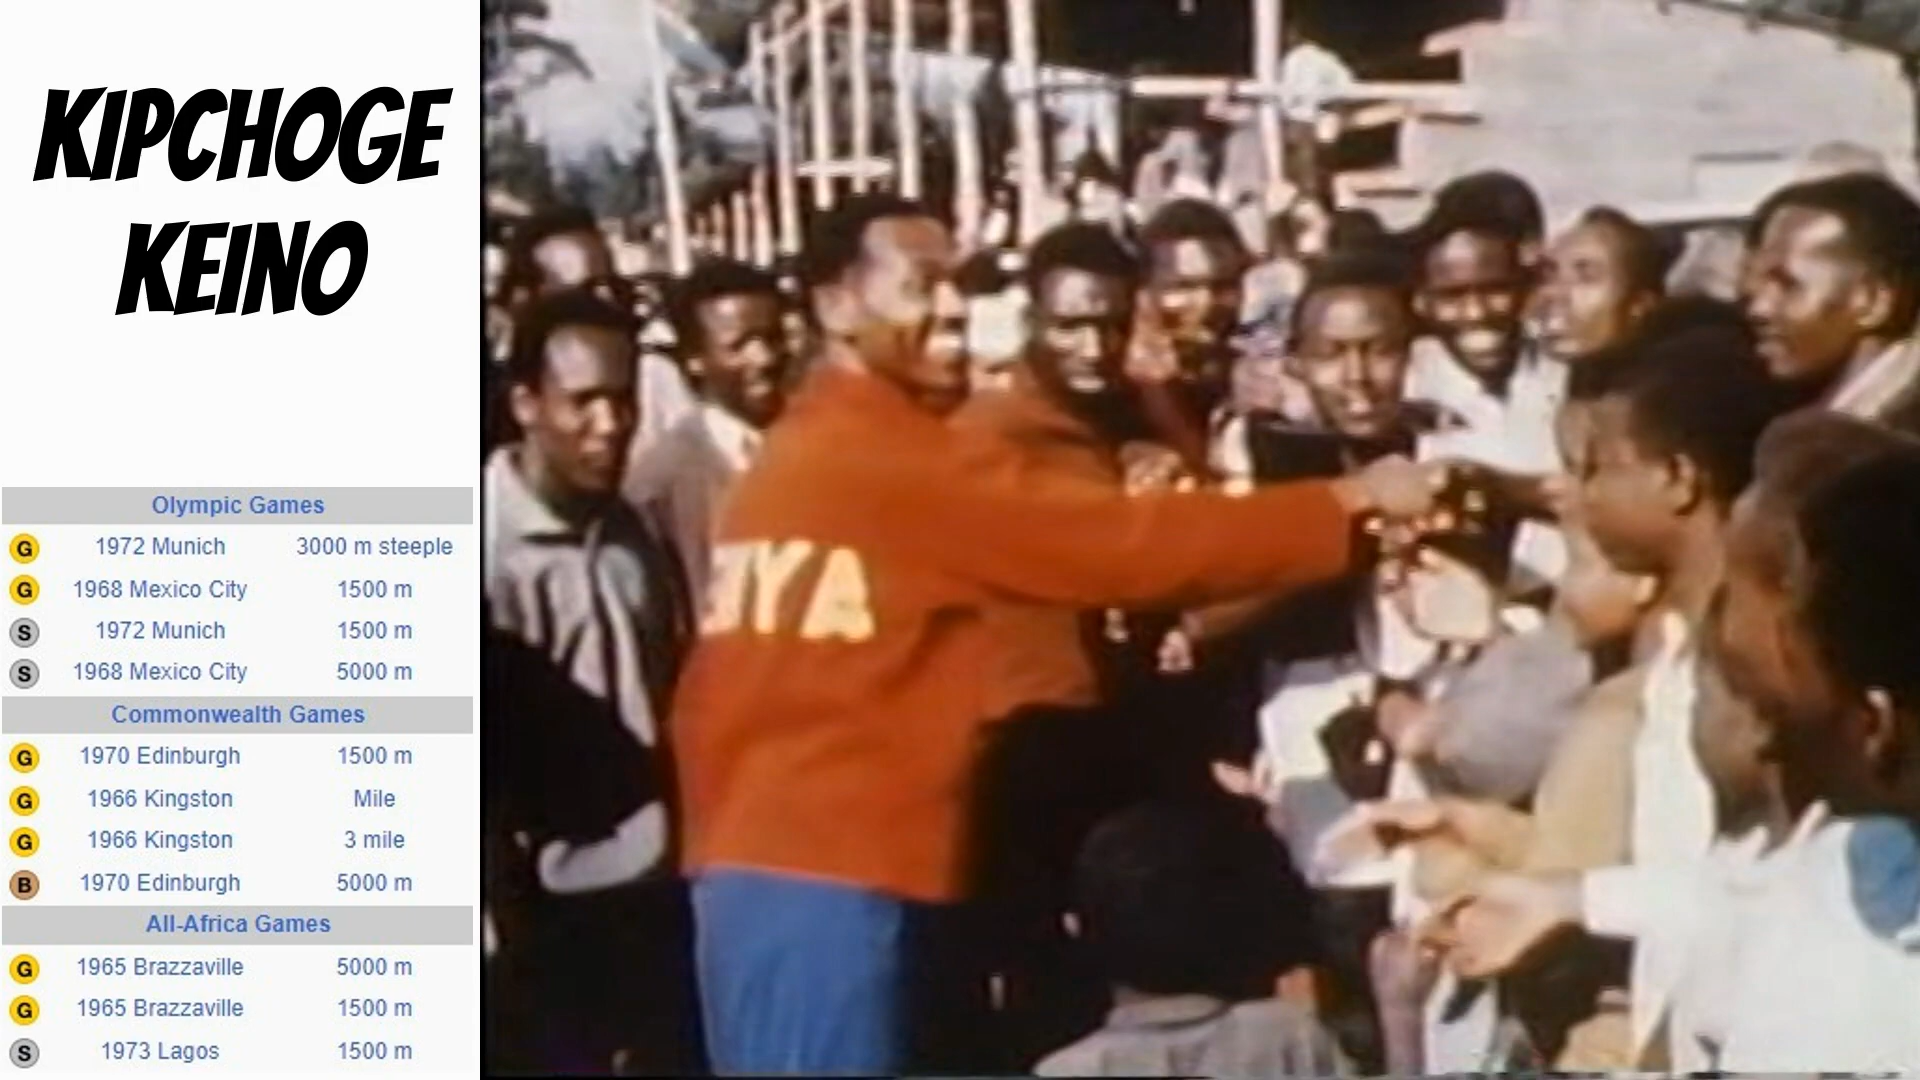 KIPCHOGE
KEINO
Olympic Games
G 1972 Munich 3000 m steeple
G 1968 Mexico City 1500 m
S 1972 Munich 1500 m
S 1968 Mexico City 5000 m
Commonwealth Games
G 1970 Edinburgh 1500 m
G 1966 Kingston Mile
G 1966 Kingston 3 mile
B 1970 Edinburgh 5000 m
All-Africa Games
G 1965 Brazzaville 5000 m
G 1965 Brazzaville 1500 m
S 1973 Lagos 1500 m
YA